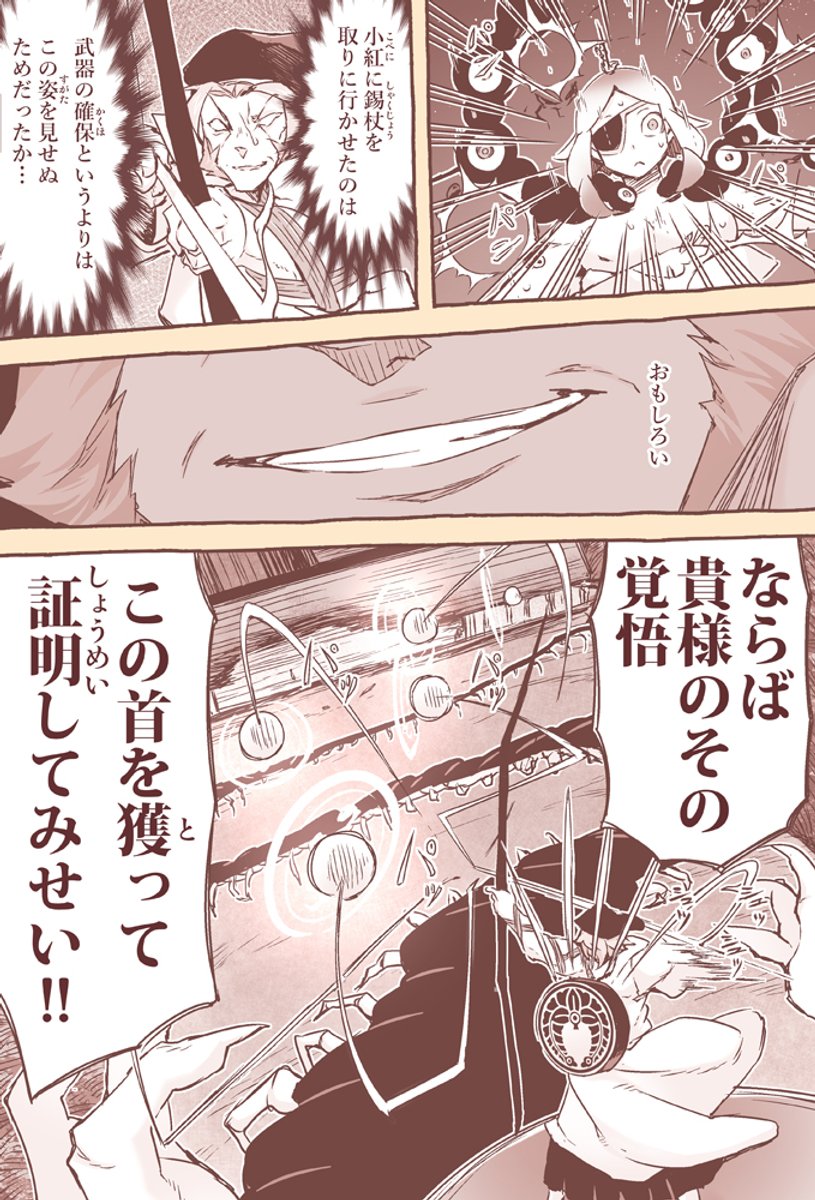 パン
パン
小紅に錫杖を
取りに行かせたのは
武器の確保というよりは
この姿を見せぬ
ためだったか…
おもしろい
ならば
貴様のその
覚悟
パッ
パッ
パッ
この首を獲って
証明してみせい!!